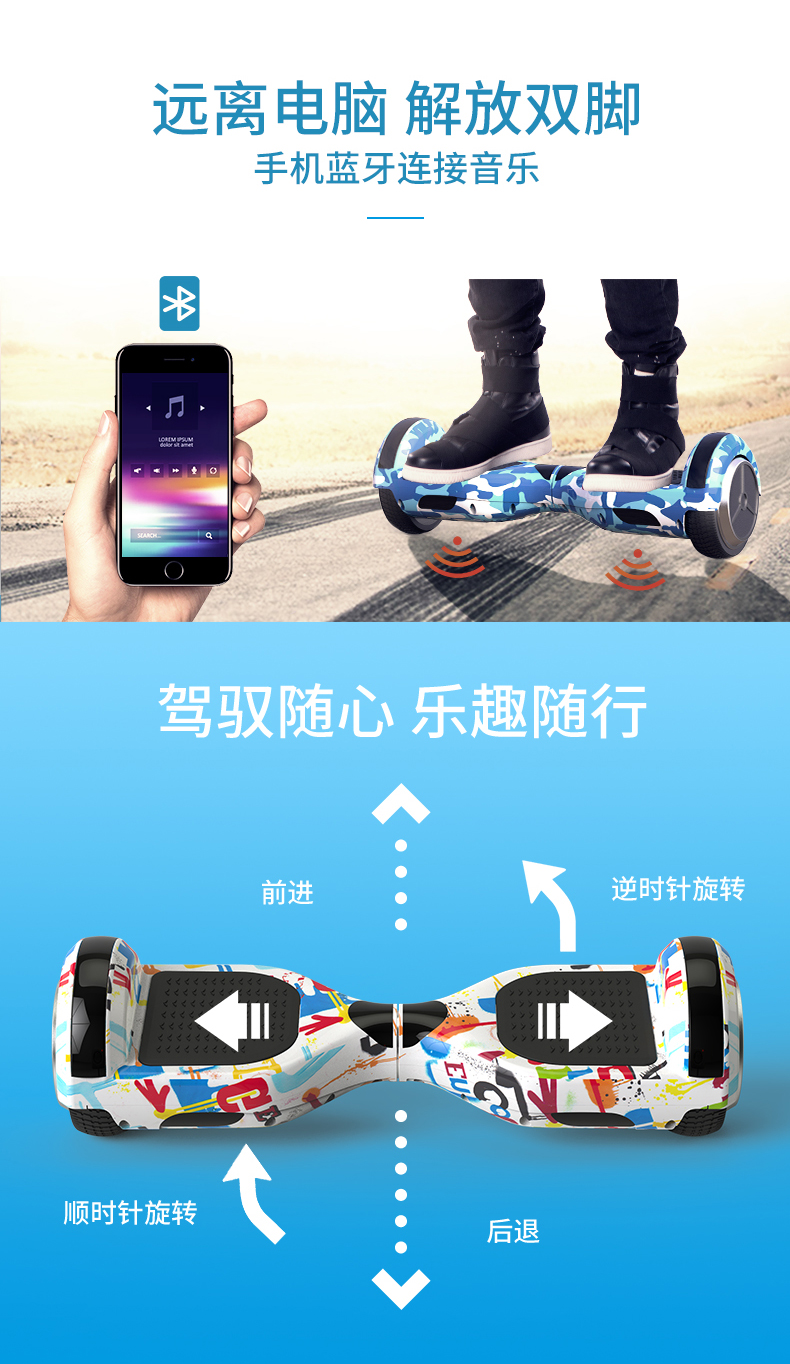 远离电脑 解放双脚
手机蓝牙连接音乐
LOREM IPSUM
dolor sit amet
SEARCH...
驾驭随心 乐趣随行
前进
逆时针旋转
顺时针旋转
后退